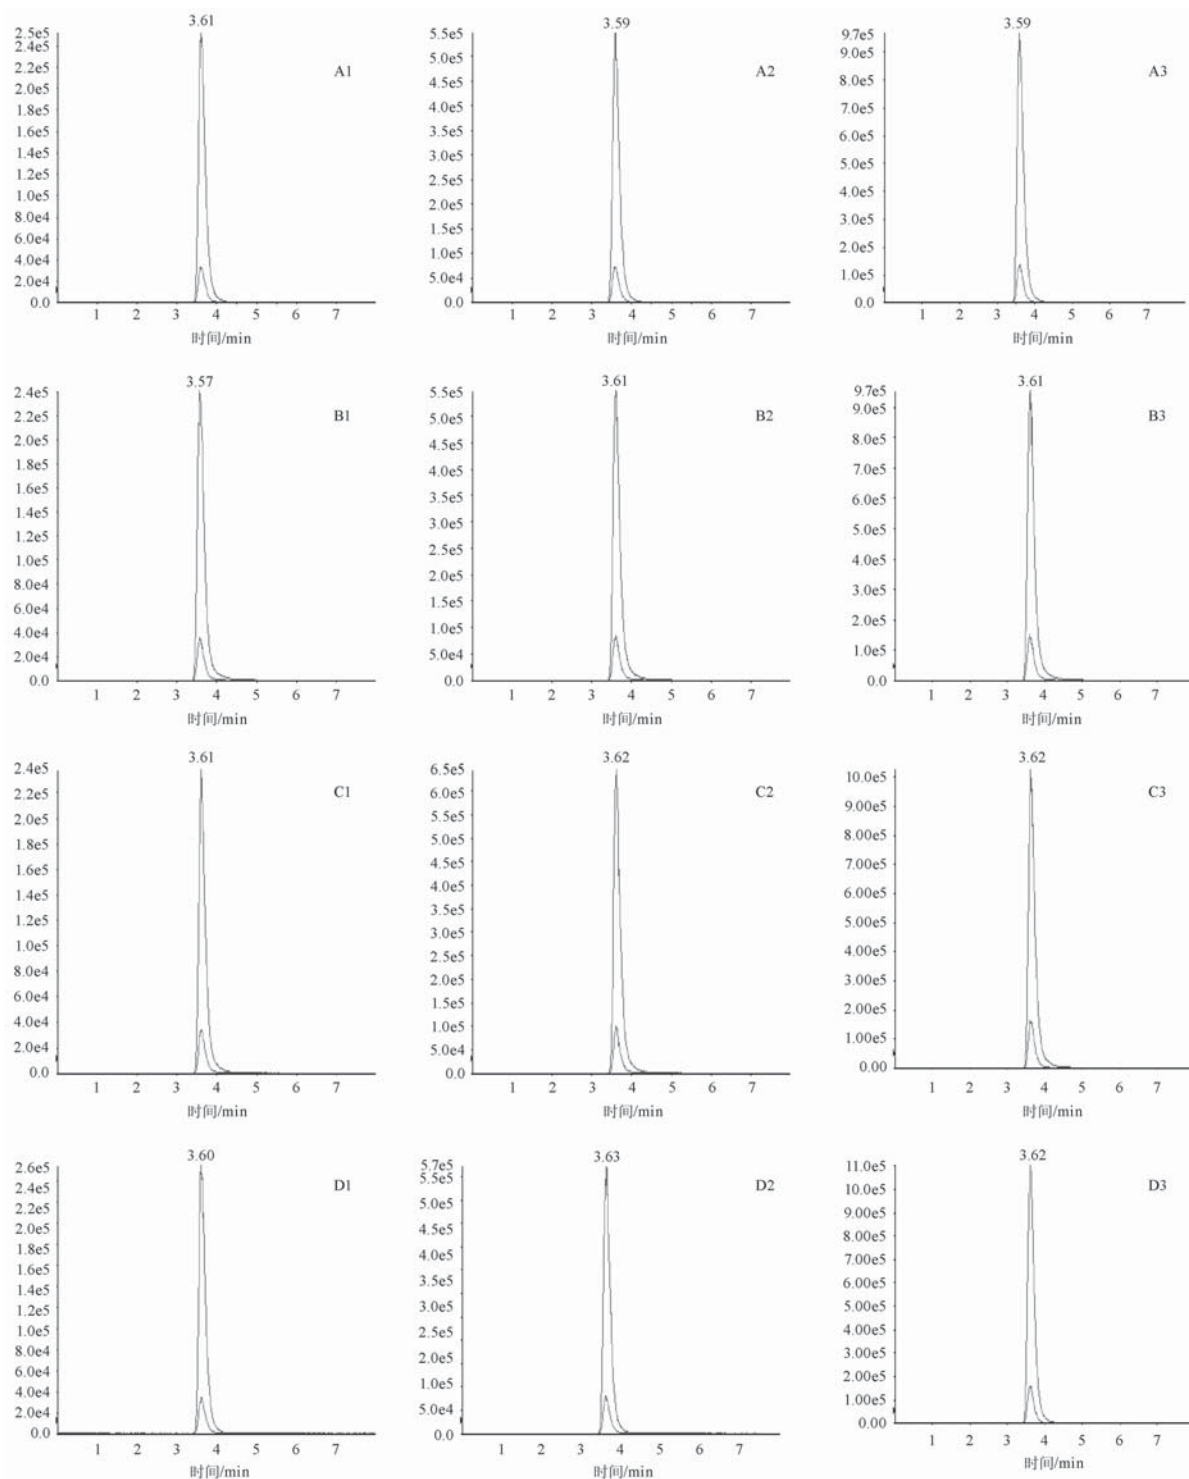 3.61
2.5e5
2.4e5
2.2e5
2.0e5
1.8e5
1.6e5
1.4e5
1.2e5
1.0e5
8.0e4
6.0e4
4.0e4
2.0e4
0.0
A1
1 2 3 4 5 6 7
时间/min
3.59
5.5e5
5.0e5
4.5e5
4.0e5
3.5e5
3.0e5
2.5e5
2.0e5
1.5e5
1.0e5
5.0e4
0.0
A2
1 2 3 4 5 6 7
时间/min
3.59
9.7e5
9.0e5
8.0e5
7.0e5
6.0e5
5.0e5
4.0e5
3.0e5
2.0e5
1.0e5
0.0
A3
1 2 3 4 5 6 7
时间/min
3.57
2.4e5
2.2e5
2.0e5
1.8e5
1.6e5
1.4e5
1.2e5
1.0e5
8.0e4
6.0e4
4.0e4
2.0e4
0.0
B1
1 2 3 4 5 6 7
时间/min
3.61
5.5e5
5.0e5
4.5e5
4.0e5
3.5e5
3.0e5
2.5e5
2.0e5
1.5e5
1.0e5
5.0e4
0.0
B2
1 2 3 4 5 6 7
时间/min
3.61
9.7e5
9.0e5
8.0e5
7.0e5
6.0e5
5.0e5
4.0e5
3.0e5
2.0e5
1.0e5
0.0
B3
1 2 3 4 5 6 7
时间/min
3.61
2.4e5
2.2e5
2.0e5
1.8e5
1.6e5
1.4e5
1.2e5
1.0e5
8.0e4
6.0e4
4.0e4
2.0e4
0.0
C1
1 2 3 4 5 6 7
时间/min
3.62
6.5e5
6.0e5
5.5e5
5.0e5
4.5e5
4.0e5
3.5e5
3.0e5
2.5e5
2.0e5
1.5e5
1.0e5
5.0e4
0.0
C2
1 2 3 4 5 6 7
时间/min
3.62
10.0e5
9.00e5
8.00e5
7.00e5
6.00e5
5.00e5
4.00e5
3.00e5
2.00e5
1.00e5
0.00
C3
1 2 3 4 5 6 7
时间/min
3.60
2.6e5
2.4e5
2.2e5
2.0e5
1.8e5
1.6e5
1.4e5
1.2e5
1.0e5
8.0e4
6.0e4
4.0e4
2.0e4
0.0
D1
1 2 3 4 5 6 7
时间/min
3.63
5.7e5
5.5e5
5.0e5
4.5e5
4.0e5
3.5e5
3.0e5
2.5e5
2.0e5
1.0e5
5.0e4
0.0
D2
1 2 3 4 5 6 7
时间/min
3.62
11.0e5
10.0e5
9.00e5
8.00e5
7.00e5
6.00e5
5.00e5
4.00e5
3.00e5
2.00e5
1.00e5
0.00
D3
1 2 3 4 5 6 7
时间/min